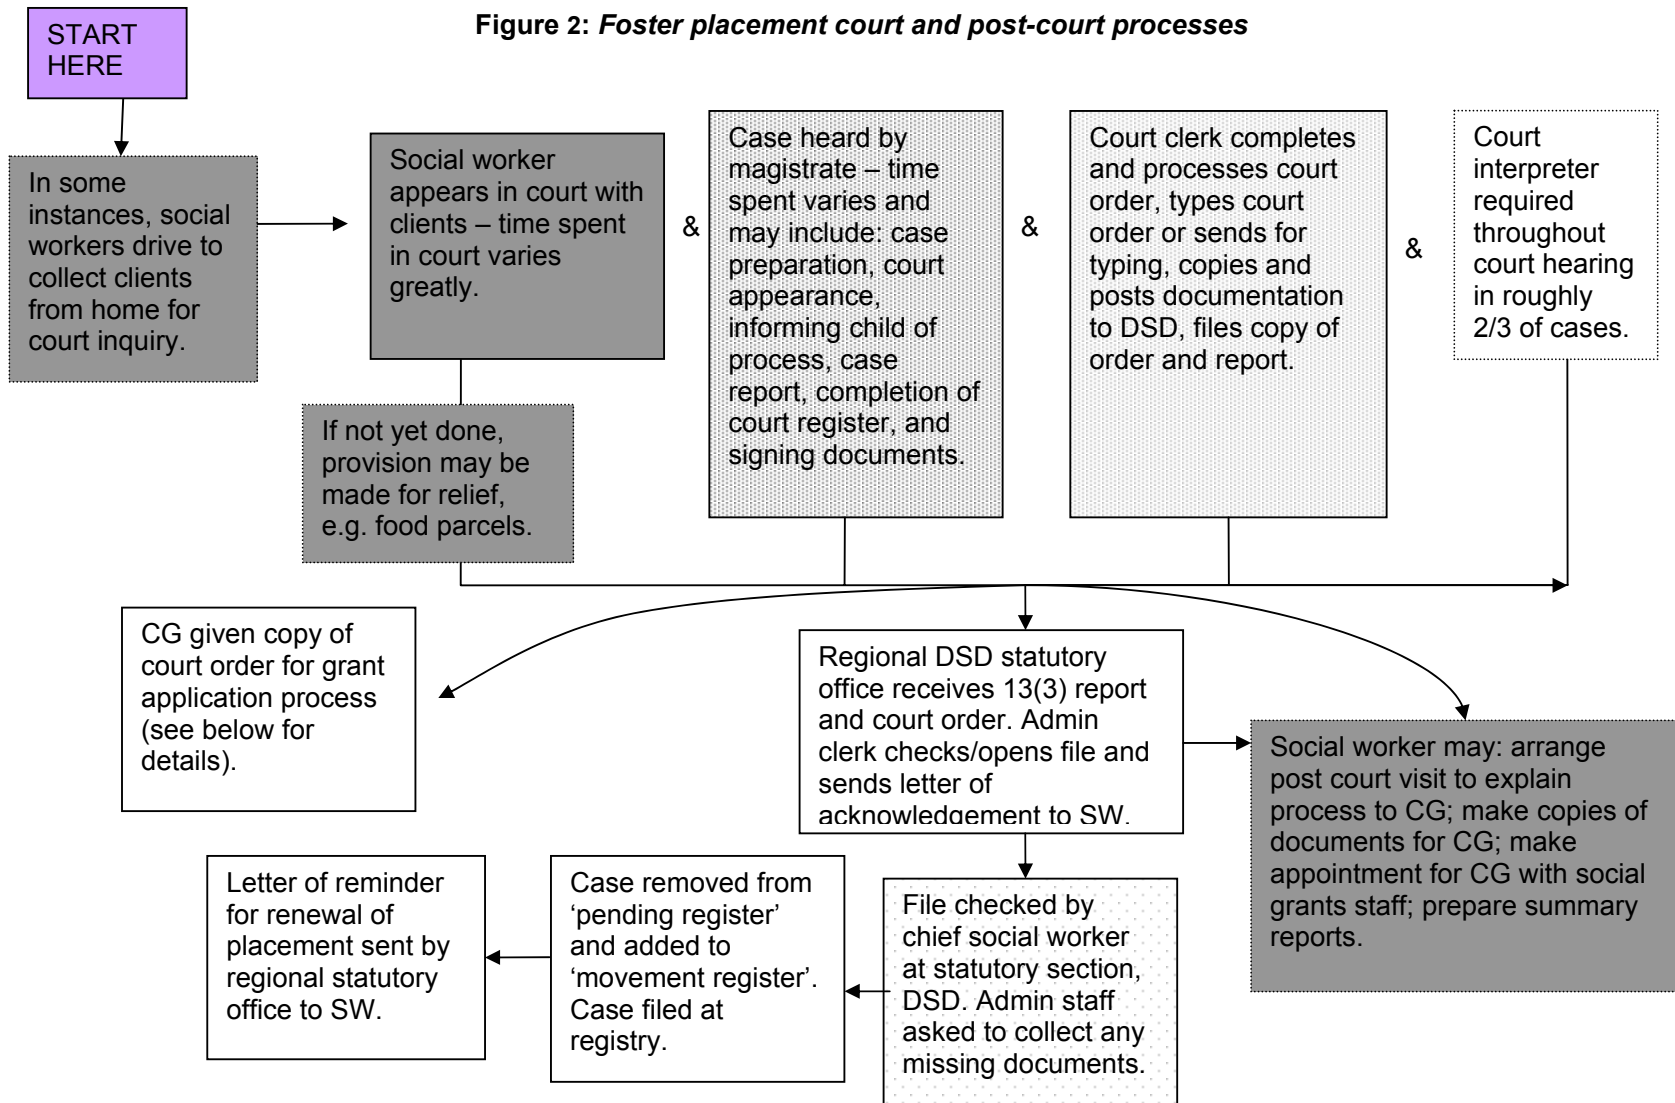 Figure 2: Foster placement court and post-court processes
START
HERE
In some
instances, social
workers drive to
collect clients
from home for
court inquiry.
Social worker
appears in court with
clients – time spent
in court varies
greatly.
&
Case heard by
magistrate – time
spent varies and
may include: case
preparation, court
appearance,
informing child of
process, case
report, completion of
court register, and
signing documents.
&
Court clerk completes
and processes court
order, types court
order or sends for
typing, copies and
posts documentation
to DSD, files copy of
order and report.
&
Court
interpreter
required
throughout
court hearing
in roughly
2/3 of cases.
If not yet done,
provision may be
made for relief,
e.g. food parcels.
CG given copy of
court order for grant
application process
(see below for
details).
Regional DSD statutory
office receives 13(3) report
and court order. Admin
clerk checks/opens file and
sends letter of
acknowledgement to SW.
Social worker may: arrange
post court visit to explain
process to CG; make copies of
documents for CG; make
appointment for CG with social
grants staff; prepare summary
reports.
File checked by
chief social worker
at statutory section,
DSD. Admin staff
asked to collect any
missing documents.
Case removed from
‘pending register’
and added to
‘movement register’.
Case filed at
registry.
Letter of reminder
for renewal of
placement sent by
regional statutory
office to SW.